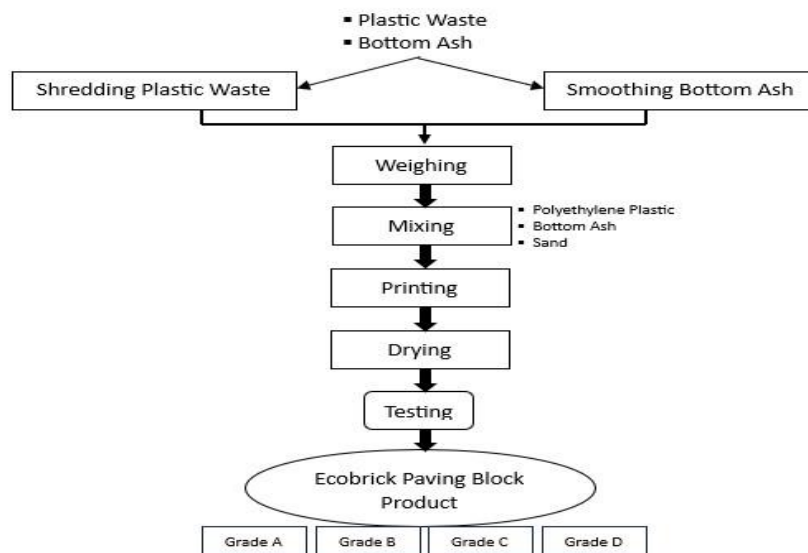 ▪ Plastic Waste
▪ Bottom Ash
Shredding Plastic Waste
Smoothing Bottom Ash
Weighing
Mixing
▪ Polyethylene Plastic
▪ Bottom Ash
▪ Sand
Printing
Drying
Testing
Ecobrick Paving Block
Product
Grade A
Grade B
Grade C
Grade D